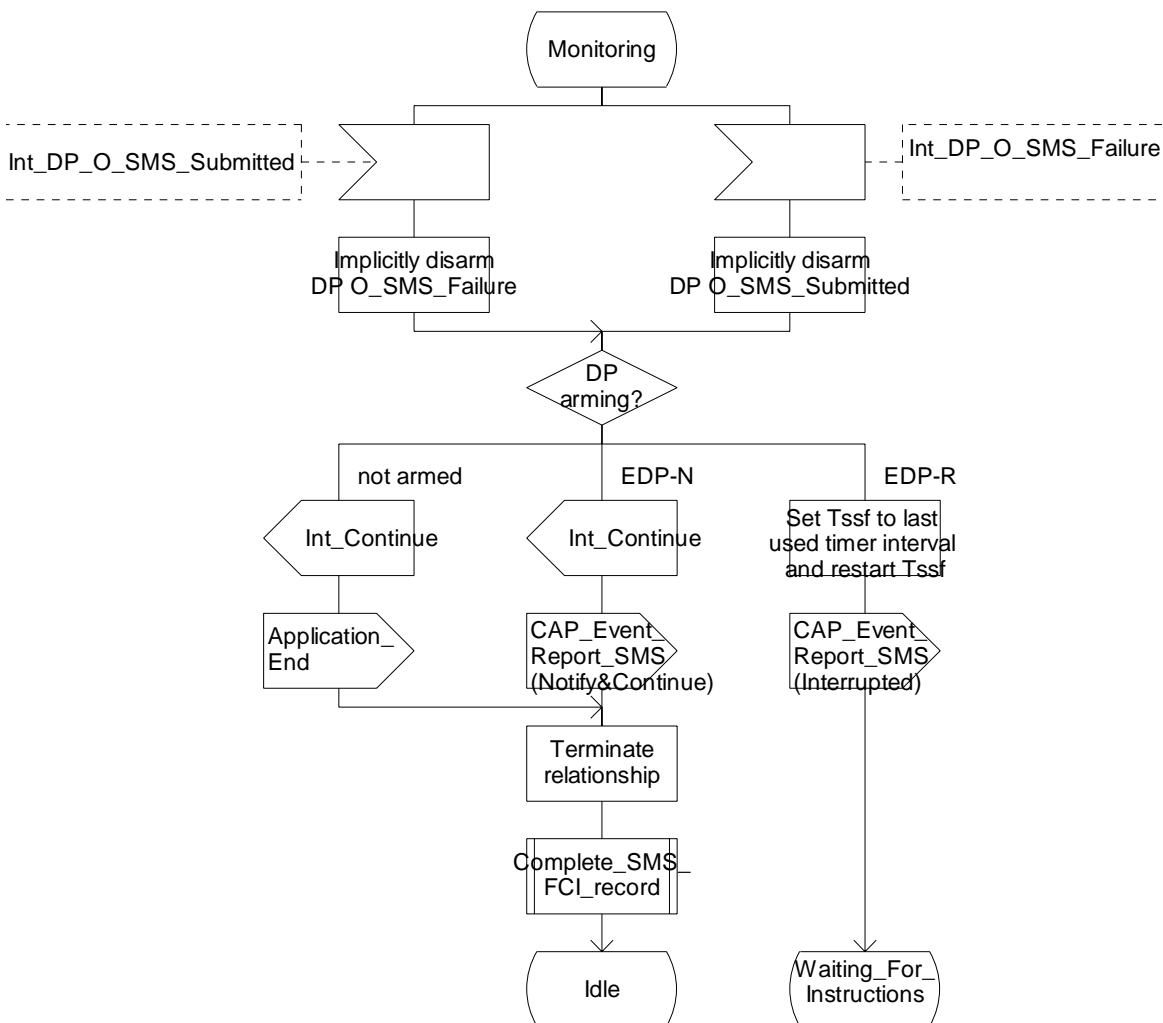 Monitoring
Int_DP_O_SMS_Submitted
Int_DP_O_SMS_Failure
Implicitly disarm
DP O_SMS_Failure
Implicitly disarm
DP O_SMS_Submitted
DP
arming?
not armed
EDP-N
EDP-R
Int_Continue
Int_Continue
Set Tssf to last
used timer interval
and restart Tssf
Application_
End
CAP_Event_
Report_SMS
(Notify&Continue)
CAP_Event_
Report_SMS
(Interrupted)
Terminate
relationship
Complete_SMS_
FCI_record
Idle
Waiting_For_
Instructions